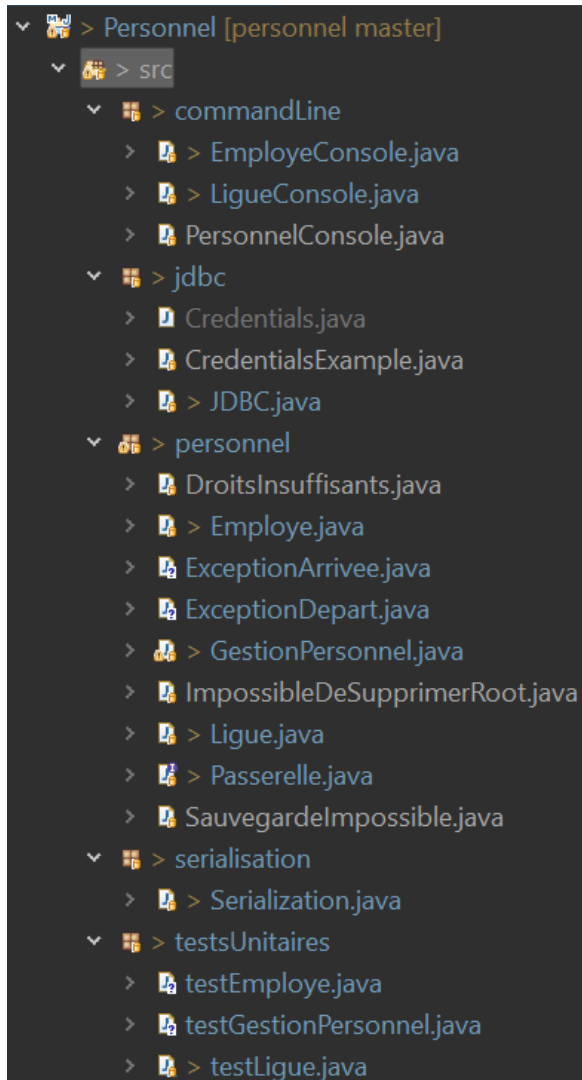 > Personnel [personnel master]
> src
> commandLine
> EmployeConsole.java
> LigueConsole.java
PersonnelConsole.java
> jdbc
Credentials.java
CredentialsExample.java
> JDBC.java
> personnel
DroitsInsuffisants.java
> Employe.java
ExceptionArrivee.java
ExceptionDepart.java
> GestionPersonnel.java
ImpossibleDeSupprimerRoot.java
> Ligue.java
> Passerelle.java
SauvegardeImpossible.java
> serialisation
> Serialization.java
> testsUnitaires
testEmploye.java
testGestionPersonnel.java
> testLigue.java